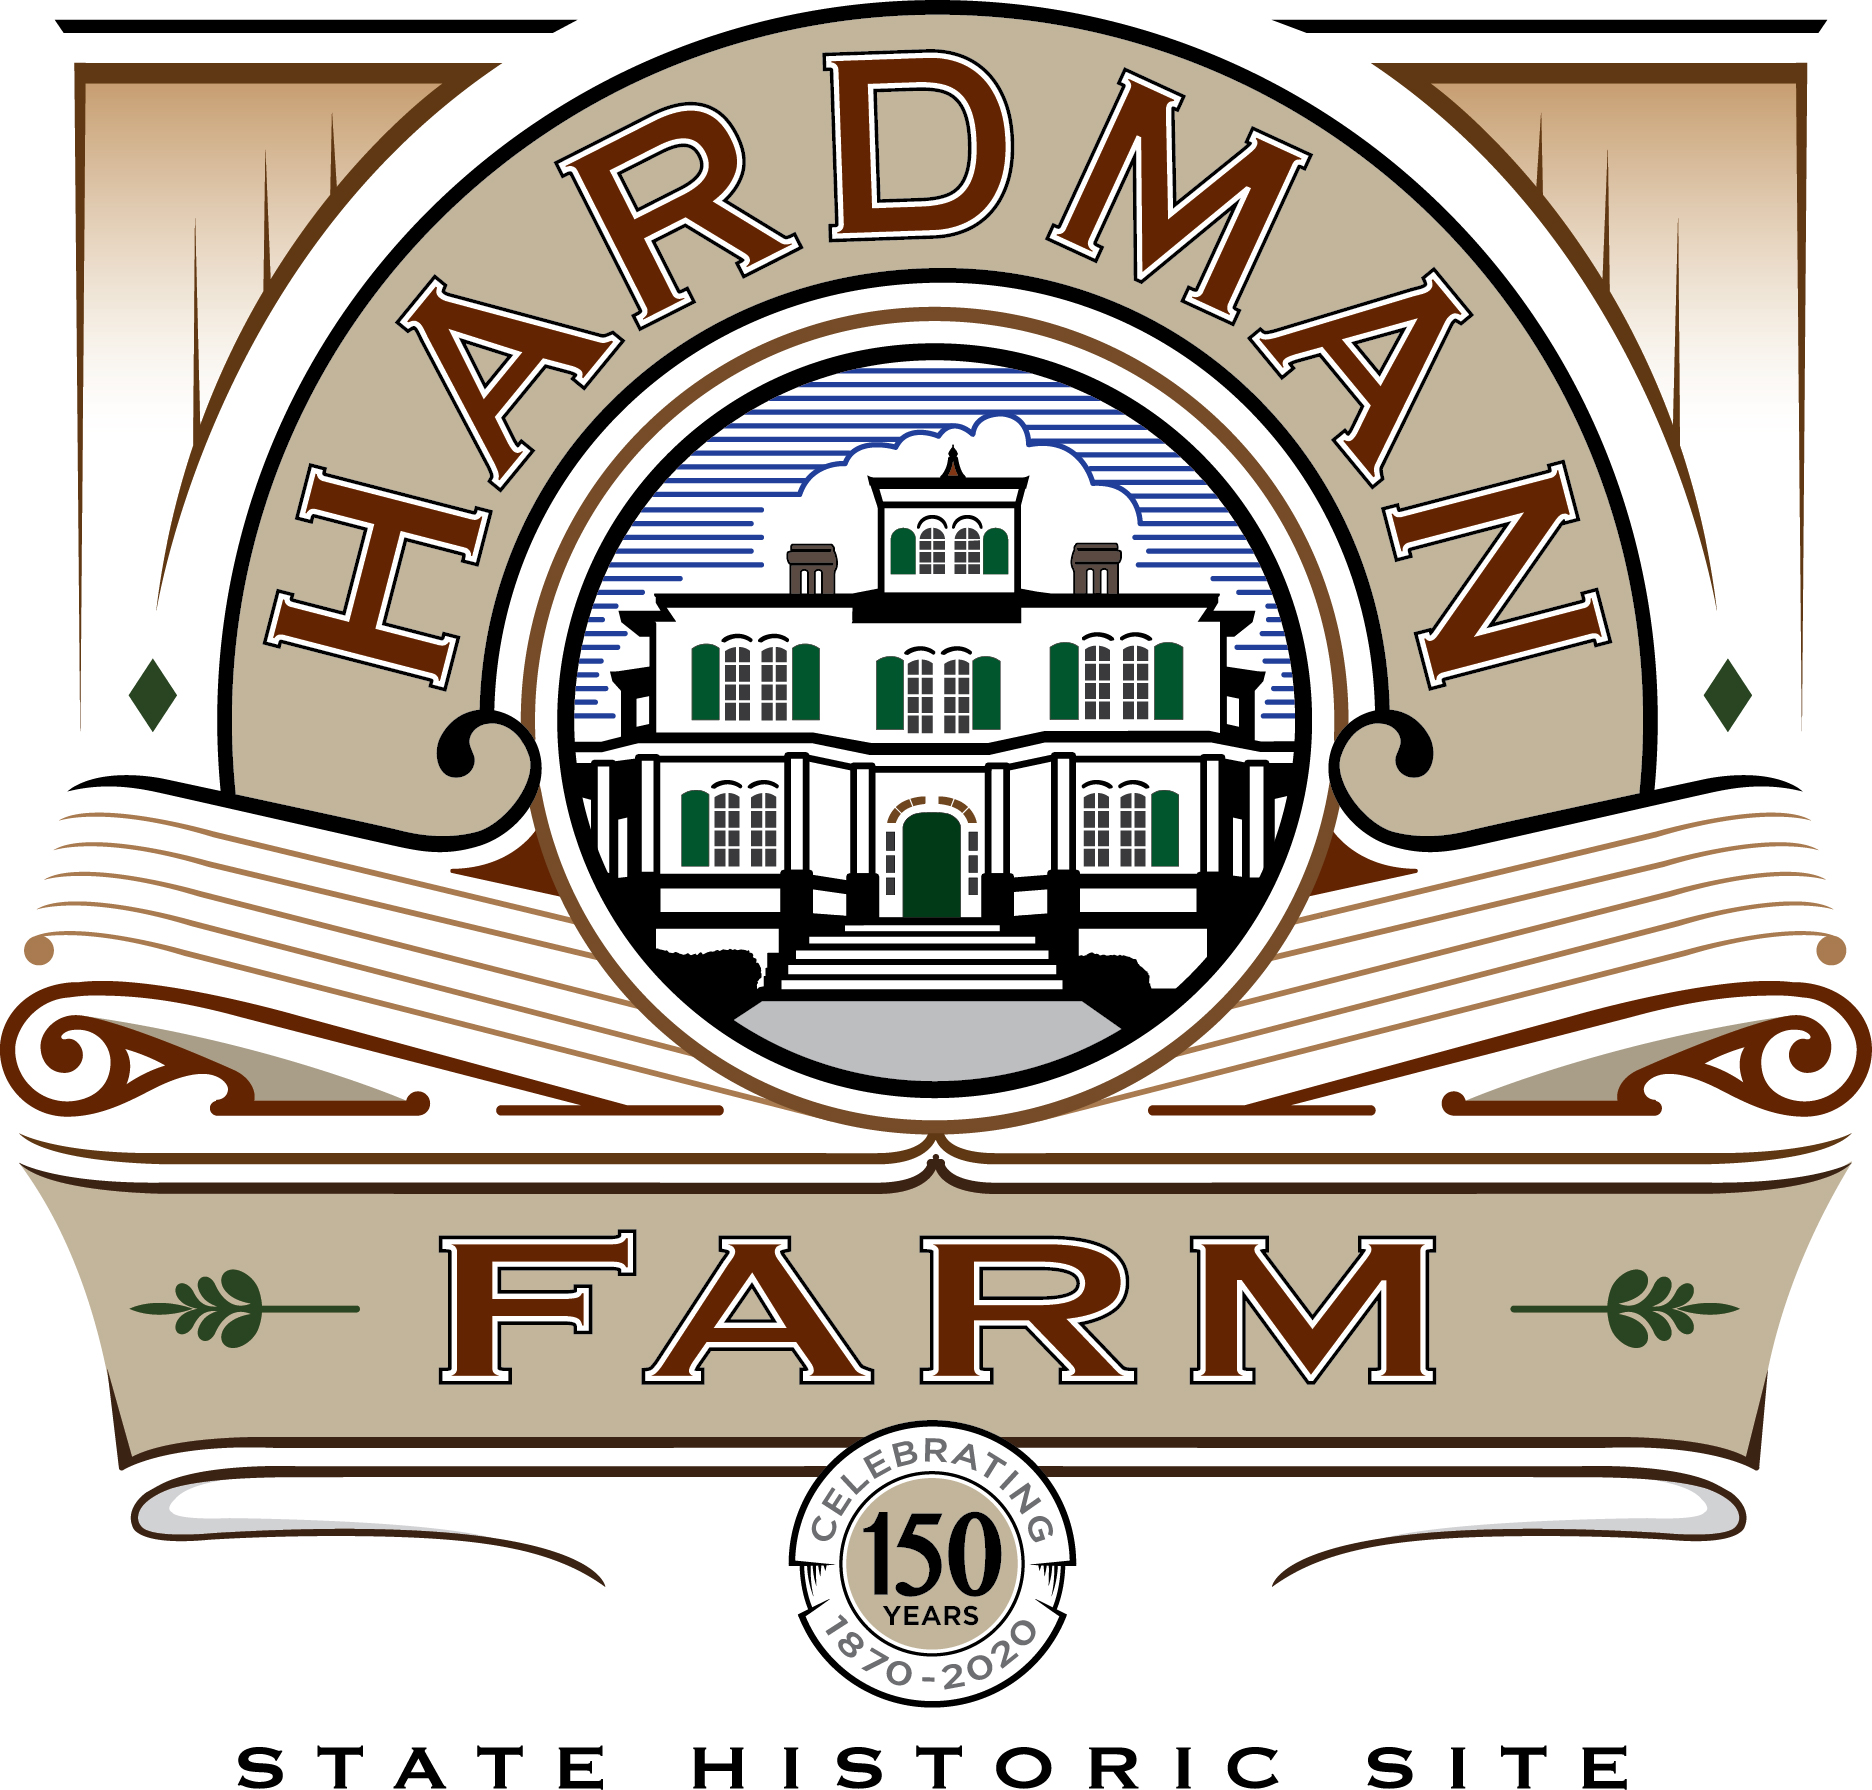 HARDMAN
FARM
CELEBRATING
150
YEARS
1870-2020
STATE HISTORIC SITE